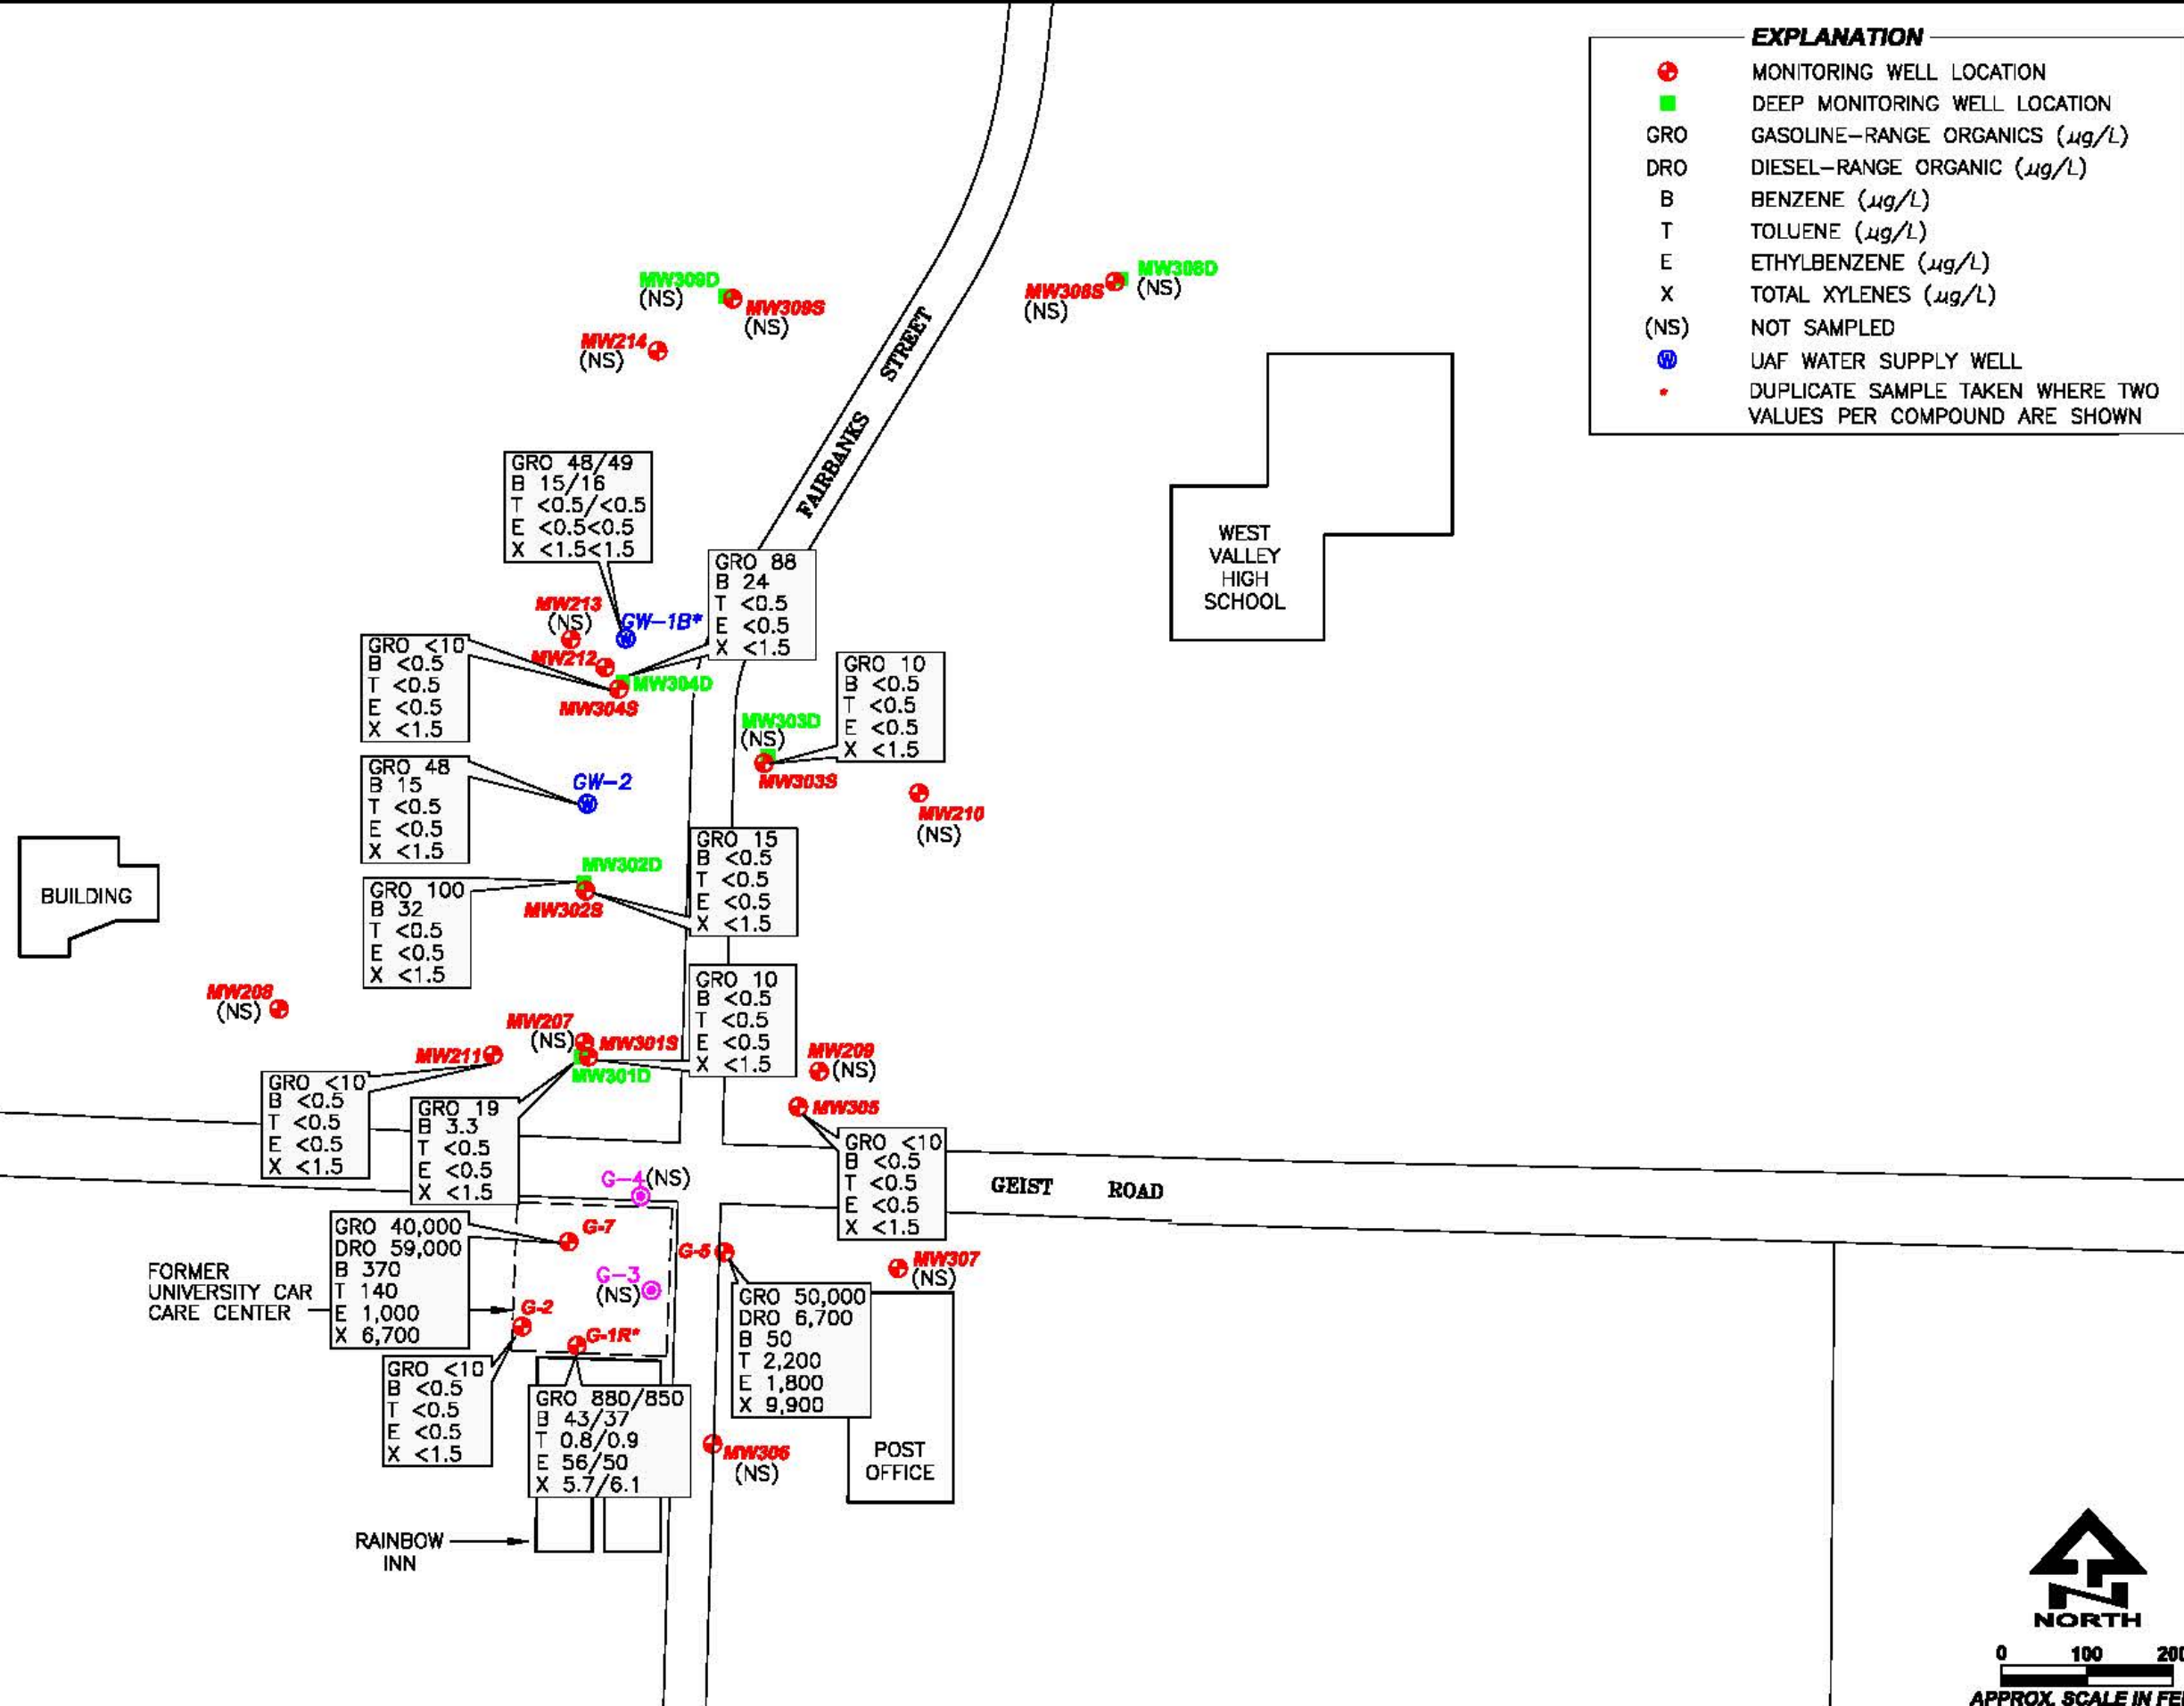 EXPLANATION
MONITORING WELL LOCATION
DEEP MONITORING WELL LOCATION
GRO GASOLINE-RANGE ORGANICS (µg/L)
DRO DIESEL-RANGE ORGANIC (µg/L)
B BENZENE (µg/L)
T TOLUENE (µg/L)
E ETHYLBENZENE (µg/L)
X TOTAL XYLENES (µg/L)
(NS) NOT SAMPLED
W UAF WATER SUPPLY WELL
* DUPLICATE SAMPLE TAKEN WHERE TWO
VALUES PER COMPOUND ARE SHOWN
MW309D
(NS)
MW309S
(NS)
MW308S
(NS)
MW308D
(NS)
MW214
(NS)
FAIRBANKS STREET
WEST
VALLEY
HIGH
SCHOOL
GRO 48/49
B 15/16
T <0.5/<0.5
E <0.5<0.5
X <1.5<1.5
GRO 88
B 24
T <0.5
E <0.5
X <1.5
MW213
(NS)
GW-1B*
W
MW212
MW304D
MW304S
GRO <10
B <0.5
T <0.5
E <0.5
X <1.5
GRO 10
B <0.5
T <0.5
E <0.5
X <1.5
MW303D
(NS)
MW303S
MW210
(NS)
GRO 48
B 15
T <0.5
E <0.5
X <1.5
GW-2
W
GRO 15
B <0.5
T <0.5
E <0.5
X <1.5
MW302D
MW302S
GRO 100
B 32
T <0.5
E <0.5
X <1.5
BUILDING
MW208
(NS)
GRO 10
B <0.5
T <0.5
E <0.5
X <1.5
MW207
(NS)
MW301S
MW301D
MW211
MW209
(NS)
MW305
GRO <10
B <0.5
T <0.5
E <0.5
X <1.5
GRO 19
B 3.3
T <0.5
E <0.5
X <1.5
GRO <10
B <0.5
T <0.5
E <0.5
X <1.5
GEIST ROAD
G-4 (NS)
GRO 40,000
DRO 59,000
B 370
T 140
E 1,000
X 6,700
G-7
G-3
(NS)
MW307
(NS)
FORMER
UNIVERSITY CAR
CARE CENTER
G-2
G-1R*
GRO 50,000
DRO 6,700
B 50
T 2,200
E 1,800
X 9,900
GRO <10
B <0.5
T <0.5
E <0.5
X <1.5
GRO 880/850
B 43/37
T 0.8/0.9
E 56/50
X 5.7/6.1
MW306
(NS)
POST
OFFICE
RAINBOW
INN
N
NORTH
0 100
APPROX. SCALE IN